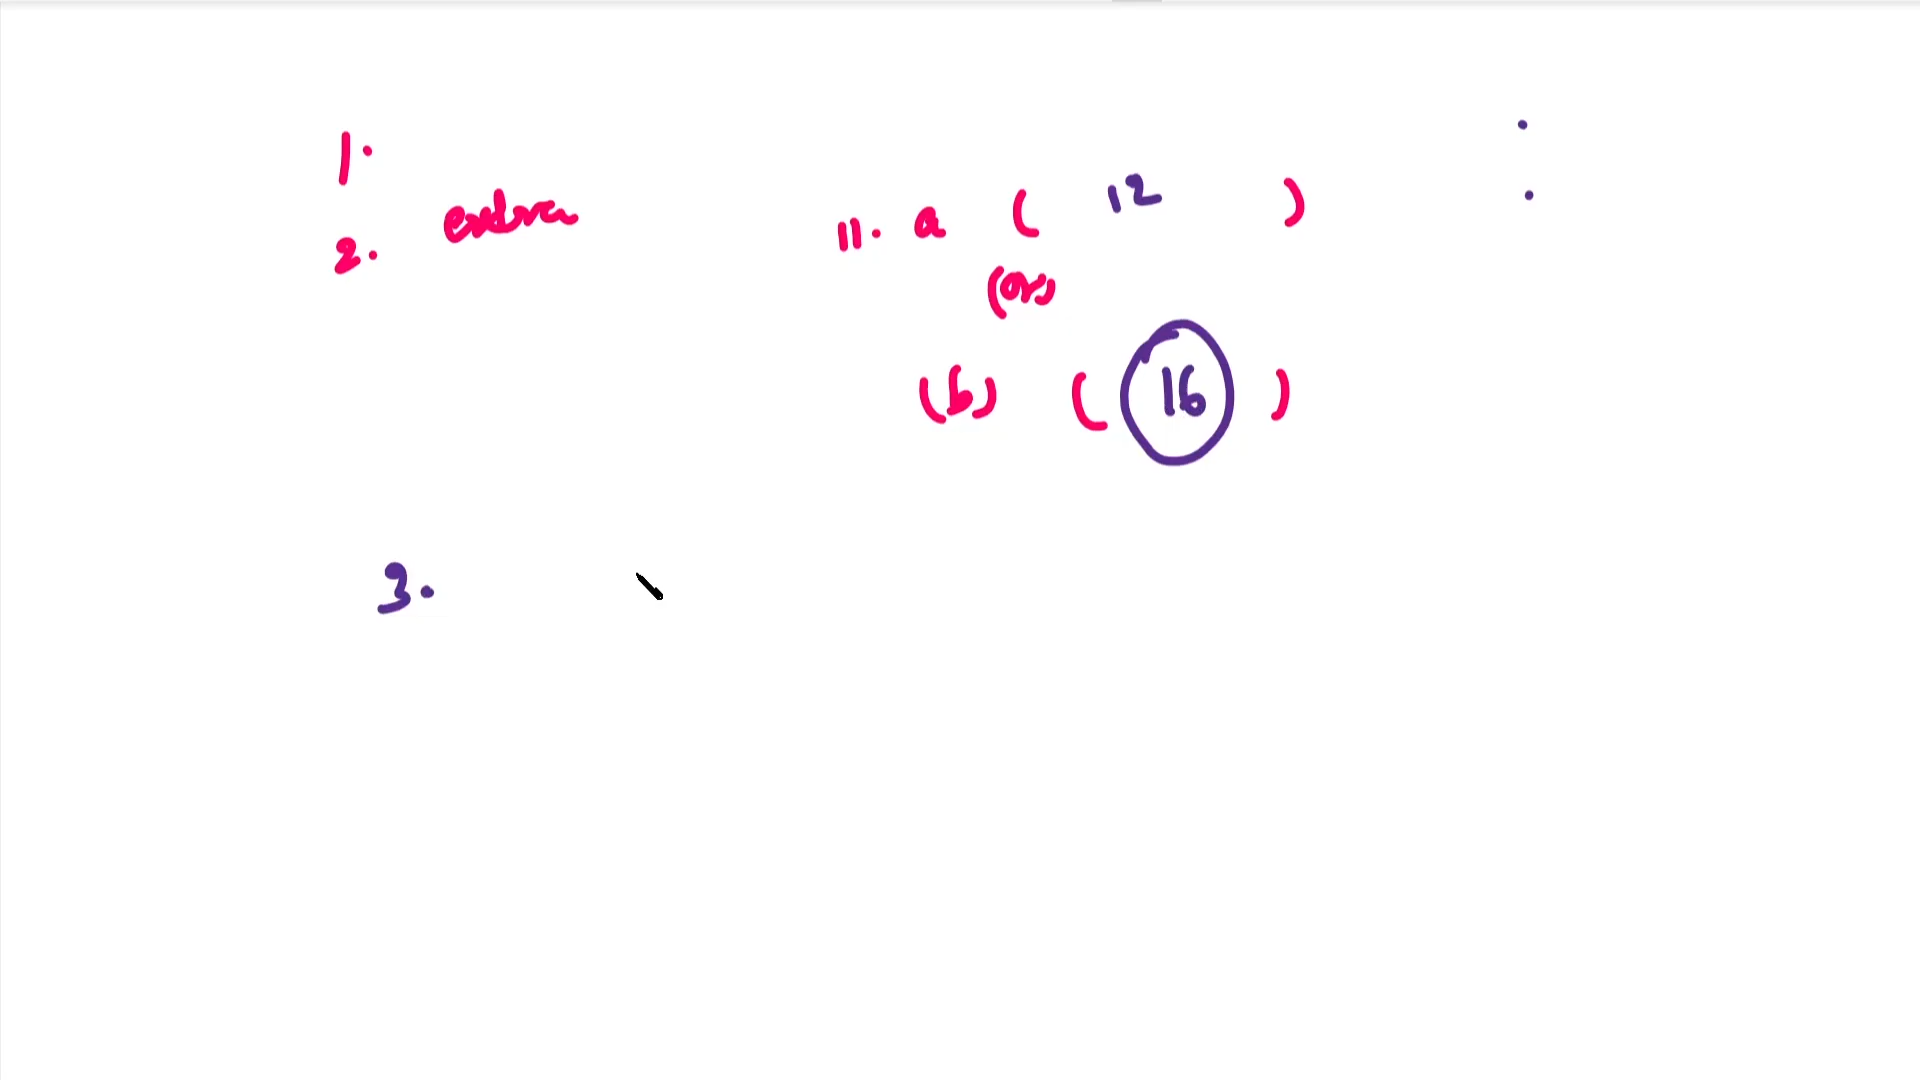 1.
2. extra
11. a ( 12 )
(or)
(b) ( 16 )
3.